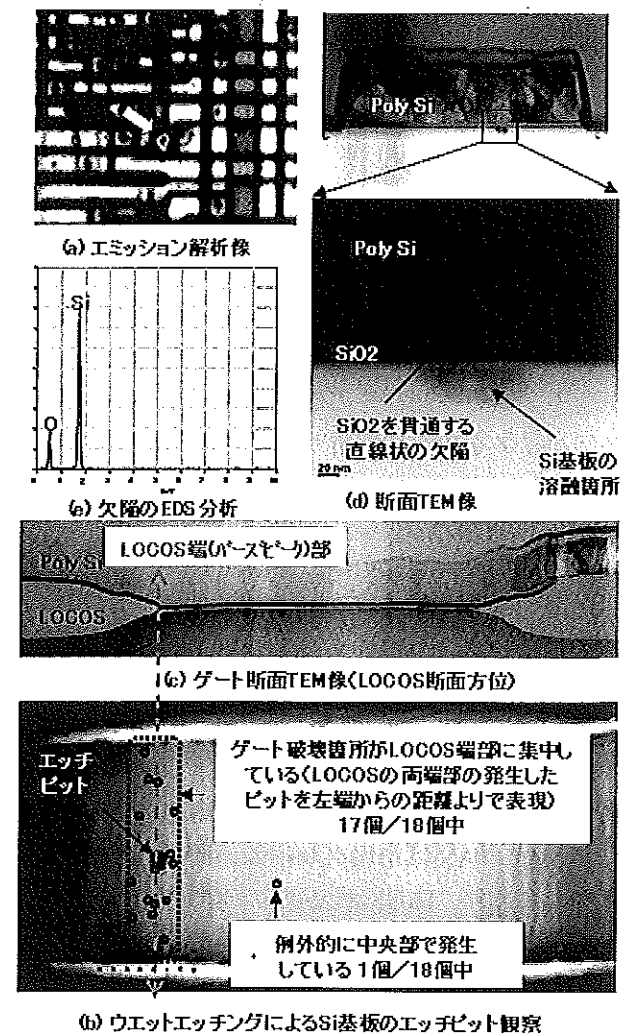 Poly Si
(a) エミッション解析像
Poly Si
Si
SiO2
O
SiO2を貫通する
直線状の欠陥
Si基板の
溶融箇所
20 nm
(e) 欠陥のEDS分析
(d) 断面TEM像
LOCOS端(バーズビーク)部
Poly Si
LOCOS
(c) ゲート断面TEM像(LOCOS断面方位)
エッチ
ピット
ゲート破壊箇所がLOCOS端部に集中し
ている(LOCOSの両端部の発生した
ピットを左端からの距離よりで表現)
17個/18個中
例外的に中央部で発生
している1個/18個中
(b) ウエットエッチングによるSi基板のエッチピット観察